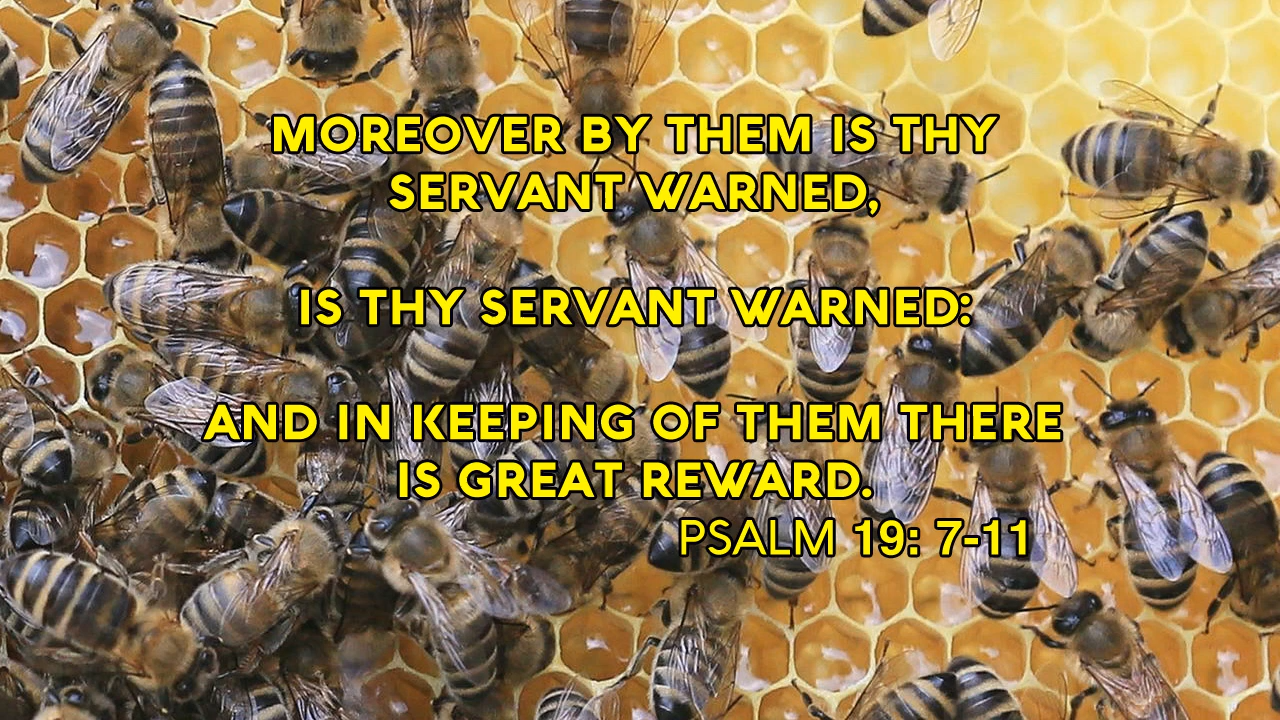 MOREOVER BY THEM IS THY
SERVANT WARNED,
IS THY SERVANT WARNED:
AND IN KEEPING OF THEM THERE
IS GREAT REWARD.
PSALM 19: 7-11